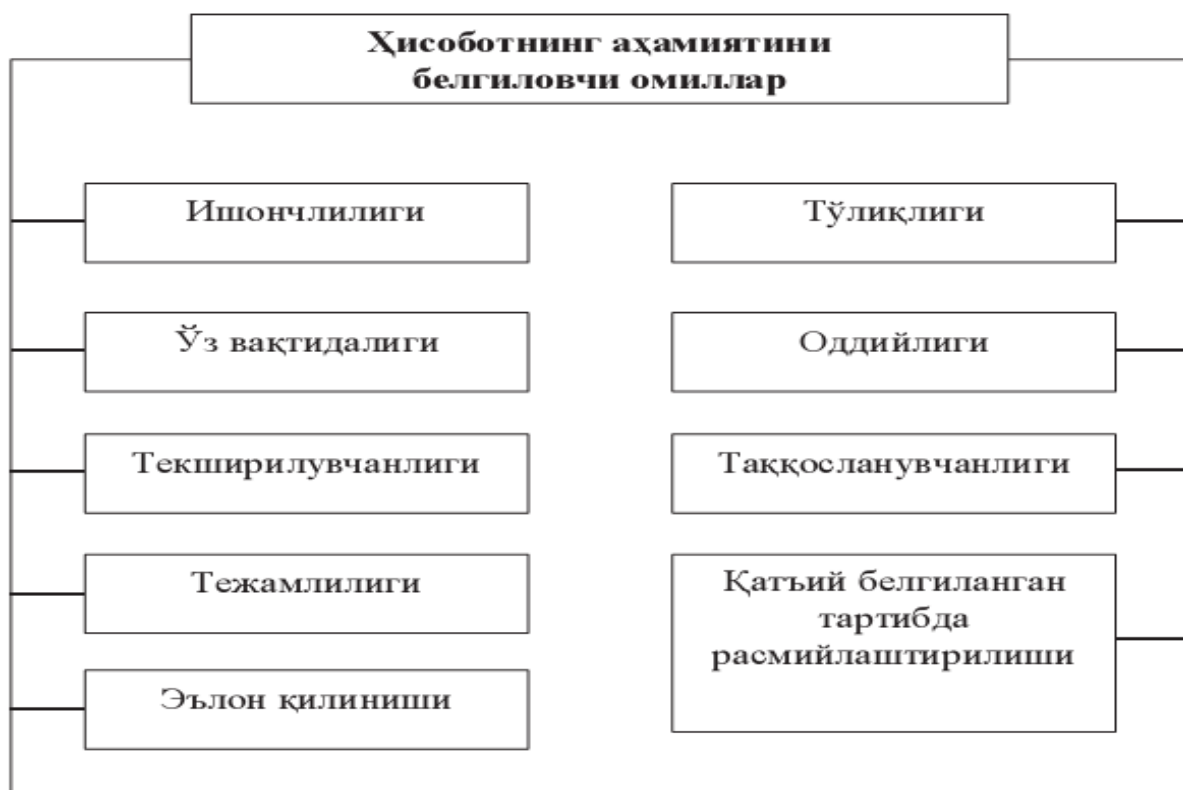 Ҳисоботнинг аҳамиятини
белгиловчи омиллар
Ишончлилиги
Тўлиқлиги
Ўз вақтидалиги
Оддийлиги
Текширилувчанлиги
Таққосланувчанлиги
Тежамлилиги
Қатъий белгиланган
тартибда
расмийлаштирилиши
Эълон қилиниши